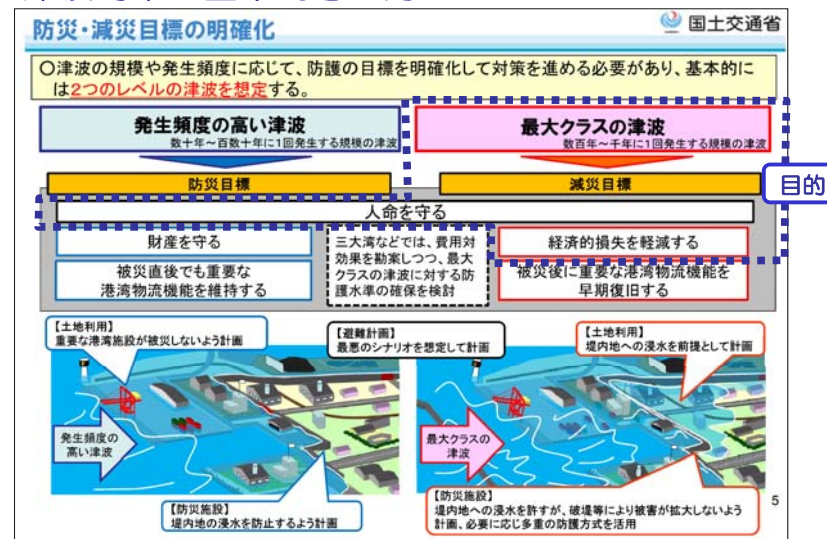 防災・減災目標の明確化
国土交通省
○津波の規模や発生頻度に応じて、防護の目標を明確化して対策を進める必要があり、基本的に
は2つのレベルの津波を想定する。
発生頻度の高い津波
数十年~百数十年に1回発生する規模の津波
最大クラスの津波
数百年~千年に1回発生する規模の津波
目的
防災目標
減災目標
人命を守る
財産を守る
被災直後でも重要な
港湾物流機能を維持する
三大湾などでは、費用対
効果を勘案しつつ、最大
クラスの津波に対する防
護水準の確保を検討
経済的損失を軽減する
被災後に重要な港湾物流機能を
早期復旧する
【土地利用】
重要な港湾施設が被災しないよう計画
【避難計画】
最悪のシナリオを想定して計画
【土地利用】
堤内地への浸水を前提として計画
発生頻度の
高い津波
最大クラスの
津波
【防災施設】
堤内地の浸水を防止するよう計画
【防災施設】
堤内地への浸水を許すが、破堤等により被害が拡大しないよう
計画、必要に応じ多重の防護方式を活用
5